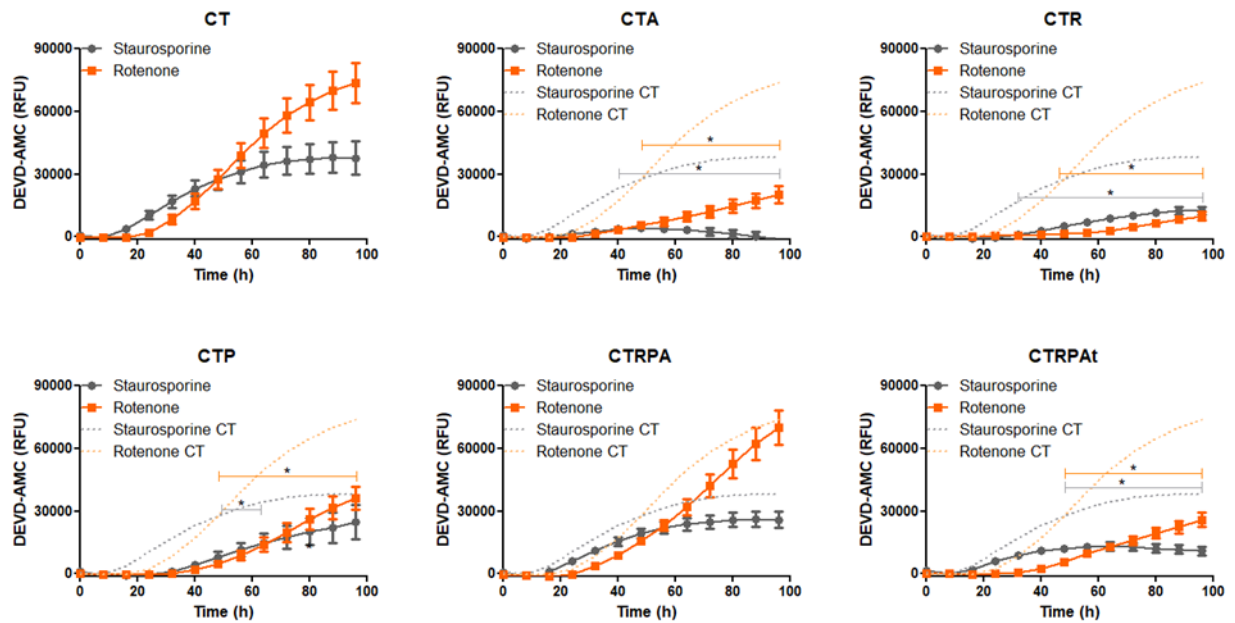 CT
DEVD-AMC (RFU)
90000
60000
30000
0
Staurosporine
Rotenone
0 20 40 60 80 100
Time (h)
CTA
DEVD-AMC (RFU)
90000
60000
30000
0
Staurosporine
Rotenone
Staurosporine CT
Rotenone CT
*
*
0 20 40 60 80 100
Time (h)
CTR
DEVD-AMC (RFU)
90000
60000
30000
0
Staurosporine
Rotenone
Staurosporine CT
Rotenone CT
*
*
0 20 40 60 80 100
Time (h)
CTP
DEVD-AMC (RFU)
90000
60000
30000
0
Staurosporine
Rotenone
Staurosporine CT
Rotenone CT
*
*
*
0 20 40 60 80 100
Time (h)
CTRPA
DEVD-AMC (RFU)
90000
60000
30000
0
Staurosporine
Rotenone
Staurosporine CT
Rotenone CT
0 20 40 60 80 100
Time (h)
CTRPAt
DEVD-AMC (RFU)
90000
60000
30000
0
Staurosporine
Rotenone
Staurosporine CT
Rotenone CT
*
*
0 20 40 60 80 100
Time (h)